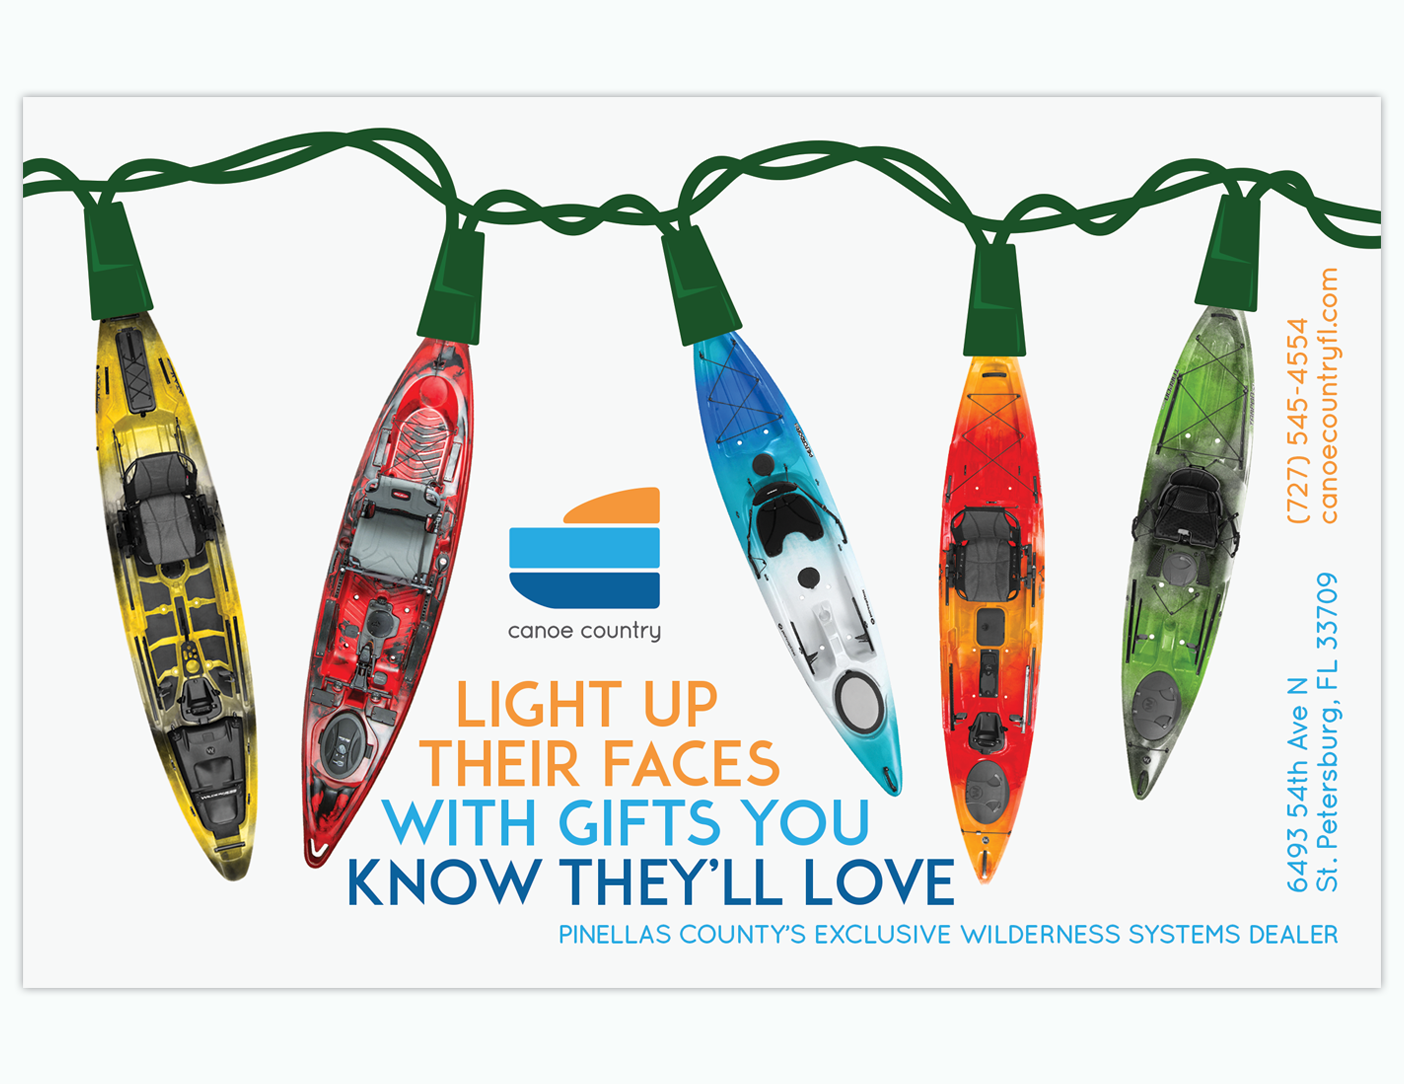 canoe country
LIGHT UP
THEIR FACES
WITH GIFTS YOU
KNOW THEY'LL LOVE
PINELLAS COUNTY'S EXCLUSIVE WILDERNESS SYSTEMS DEALER
6493 54th Ave N
St. Petersburg, FL 33709
(727) 545-4554
canoecountryfl.com